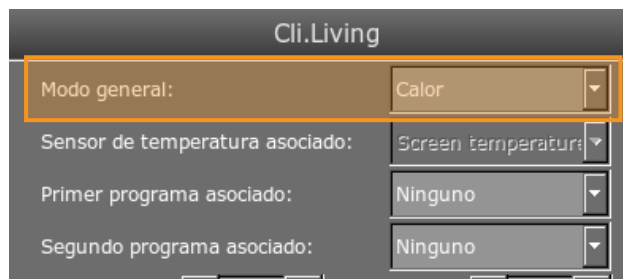 Cli.Living
Modo general: Calor
Sensor de temperatura asociado: Screen temperature
Primer programa asociado: Ninguno
Segundo programa asociado: Ninguno